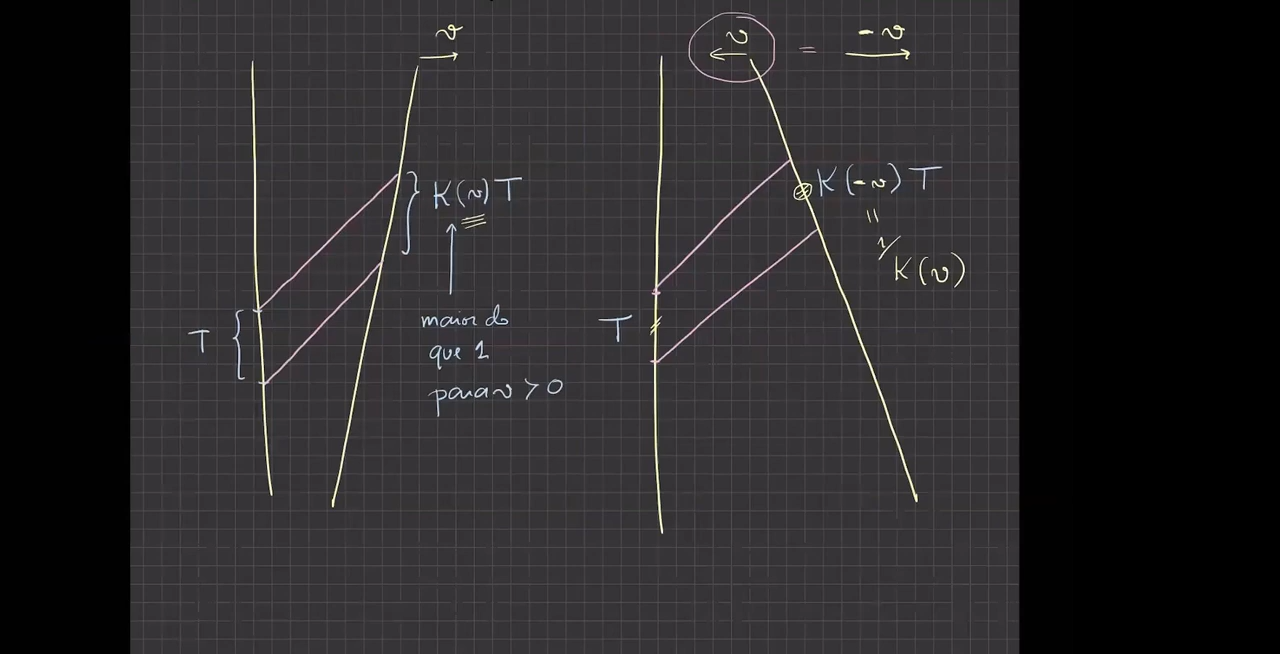 v
K(v)T
T
maior do
que 1
para v > 0
v = -v
K(-v)T
=
1/K(v)
T